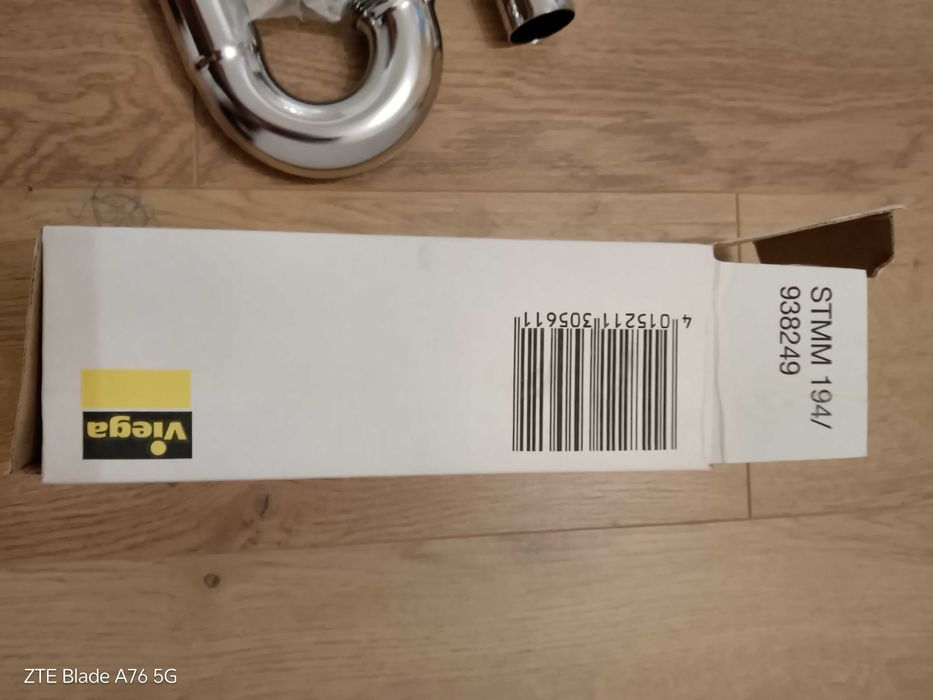 Viega
4 015211 305611
STMM 194/
938249
ZTE Blade A76 5G